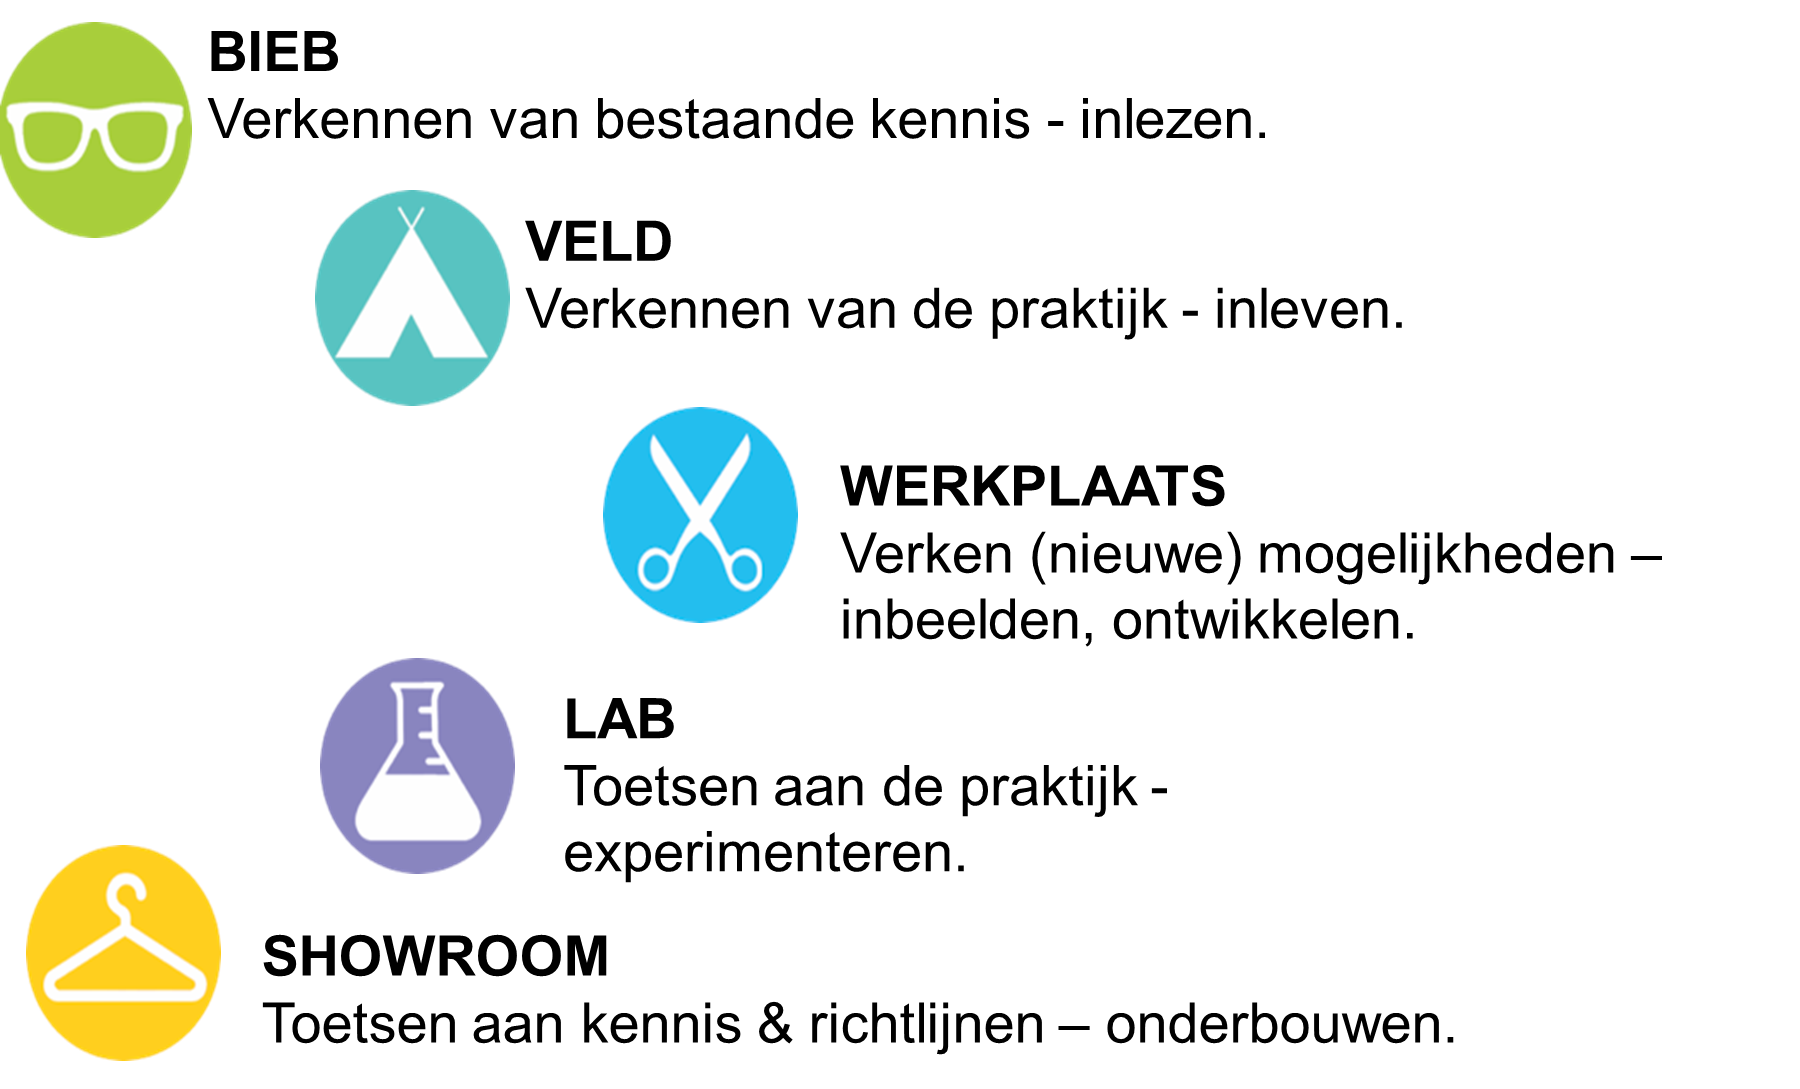 BIEB
Verkennen van bestaande kennis - inlezen.
VELD
Verkennen van de praktijk - inleven.
WERKPLAATS
Verken (nieuwe) mogelijkheden –
inbeelden, ontwikkelen.
LAB
Toetsen aan de praktijk -
experimenteren.
SHOWROOM
Toetsen aan kennis & richtlijnen – onderbouwen.